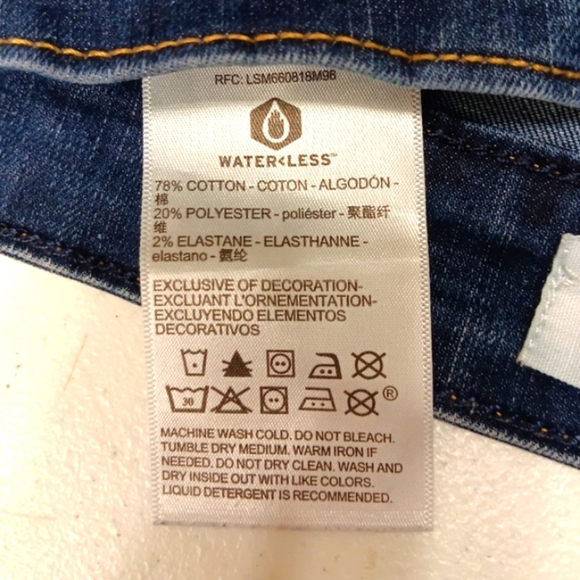 RFC: LSM660818M98
WATER<LESS™
78% COTTON - COTON - ALGODÓN -
棉
20% POLYESTER - poliéster - 聚酯纤
维
2% ELASTANE - ELASTHANNE -
elastano - 氨纶
EXCLUSIVE OF DECORATION-
EXCLUANT L'ORNEMENTATION-
EXCLUYENDO ELEMENTOS
DECORATIVOS
30 ®
MACHINE WASH COLD. DO NOT BLEACH.
TUMBLE DRY MEDIUM. WARM IRON IF
NEEDED. DO NOT DRY CLEAN. WASH AND
DRY INSIDE OUT WITH LIKE COLORS.
LIQUID DETERGENT IS RECOMMENDED.